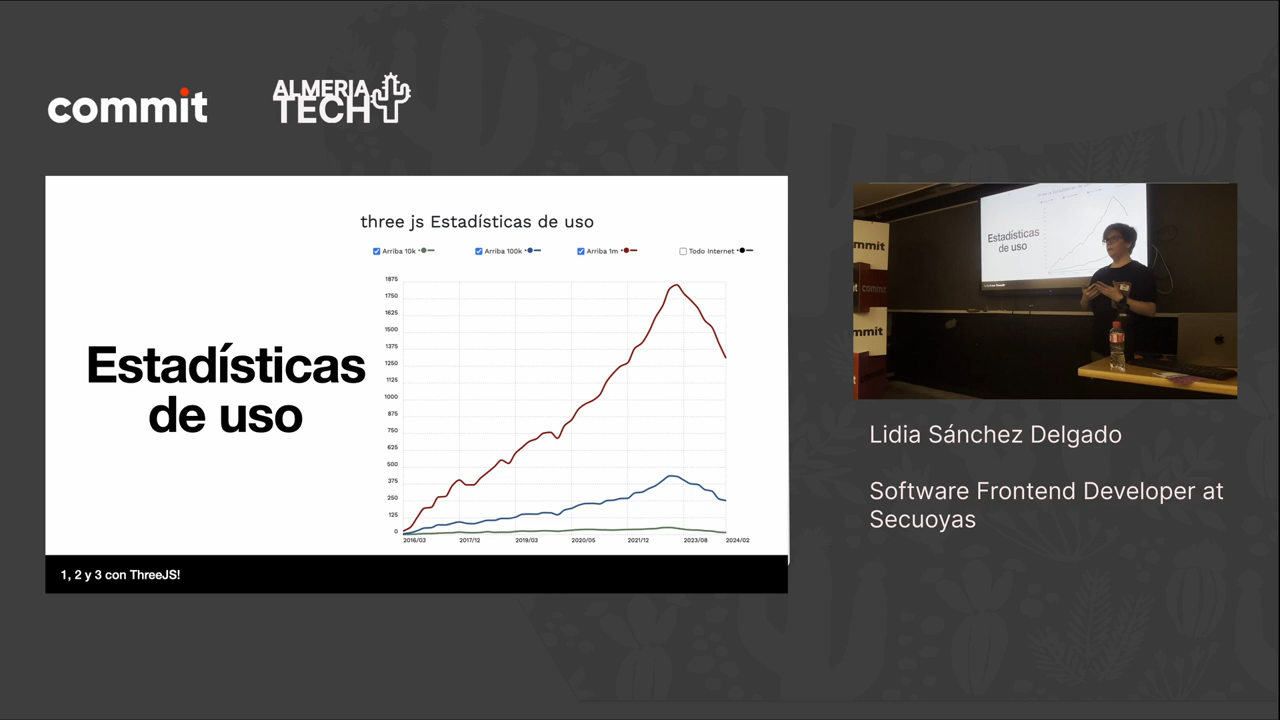 commit
ALMERIA
TECH
three js Estadísticas de uso
Arriba 10k
Arriba 100k
Arriba 1m
Todo Internet
1875
1750
1625
1500
1375
1250
1125
1000
875
750
625
500
375
250
125
0
2016/03
2017/12
2019/03
2020/05
2021/12
2023/08
2024/02
Estadísticas
de uso
1, 2 y 3 con ThreeJS!
Estadísticas
de uso
mmit
commit
mmit
Lidia Sánchez Delgado
Software Frontend Developer at
Secuoyas